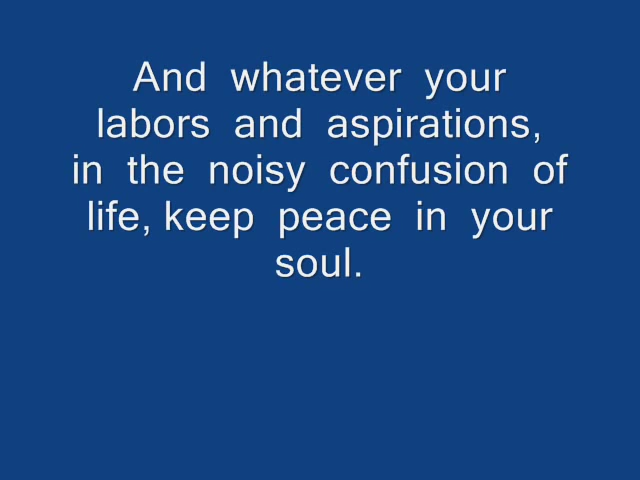 And whatever your
labors and aspirations,
in the noisy confusion of
life, keep peace in your
soul.